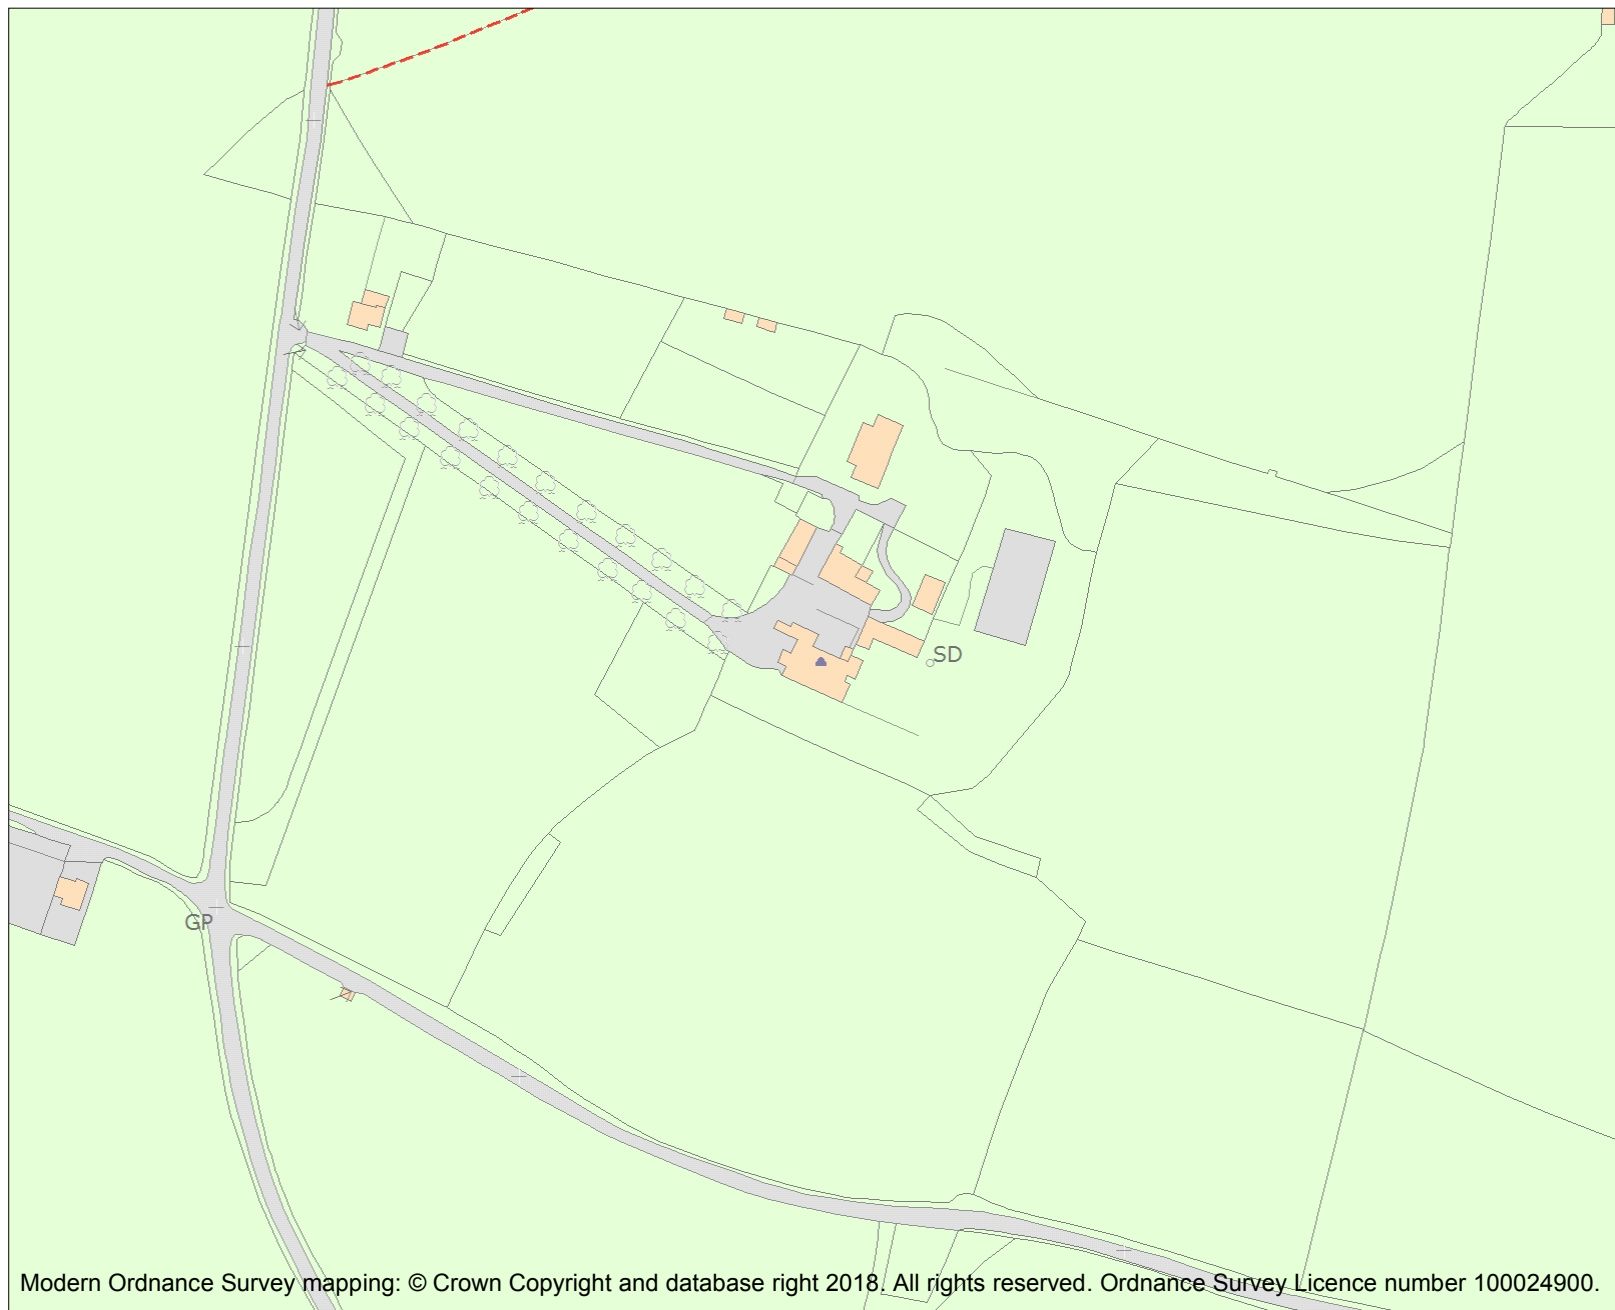 SD
GP
Modern Ordnance Survey mapping: © Crown Copyright and database right 2018. All rights reserved. Ordnance Survey Licence number 100024900.